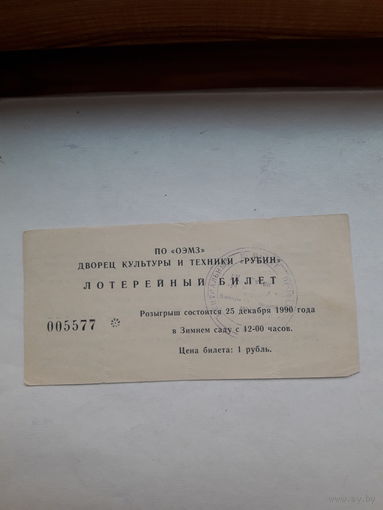 ПО «ОЭМЗ»
ДВОРЕЦ КУЛЬТУРЫ И ТЕХНИКИ «РУБИН»
ЛОТЕРЕЙНЫЙ БИЛЕТ
005577
Розыгрыш состоится 25 декабря 1990 года
в Зимнем саду с 12-00 часов.
Цена билета: 1 рубль.